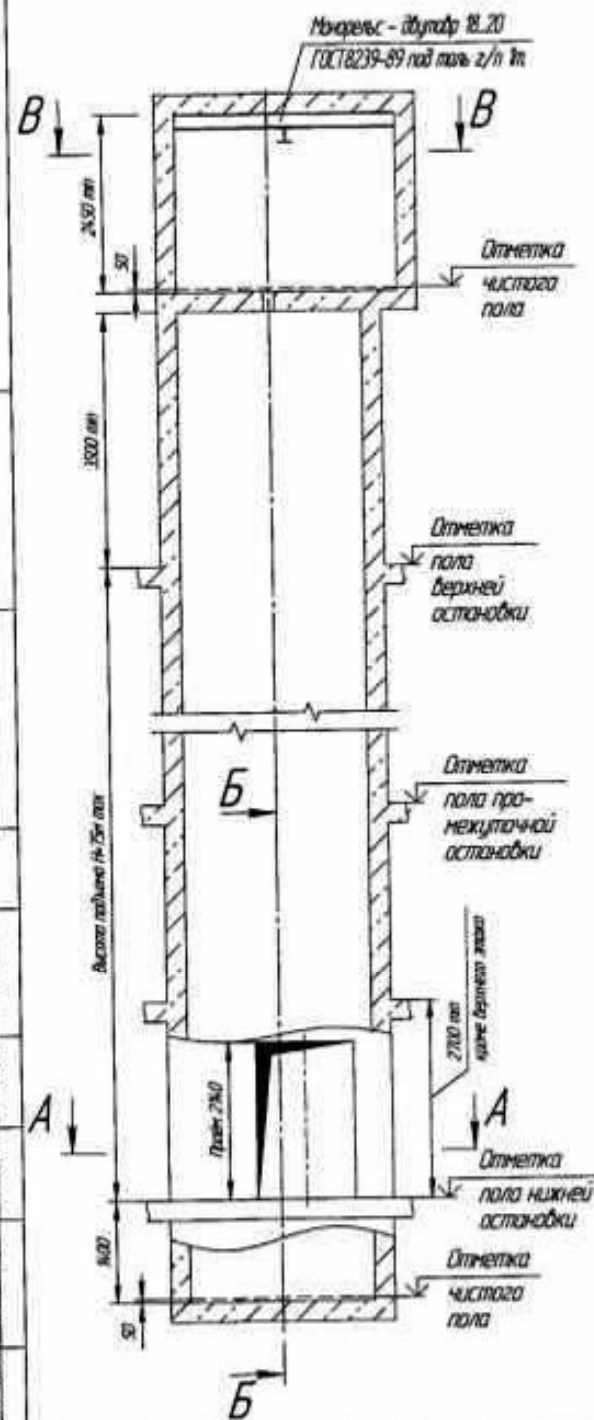 Монорельс - двутавр 18..20
ГОСТ8239-89 под таль г/п 1т
В
В
2450 min
50
Отметка
чистого
пола
3500 min
Отметка
пола
верхней
остановки
Отметка
пола про-
межуточной
остановки
Б
Высота подъема Н=75м max
2700 min
кроме верхнего этажа
Проём 2140
А
А
Отметка
пола нижней
остановки
1400
Отметка
чистого
пола
50
Б